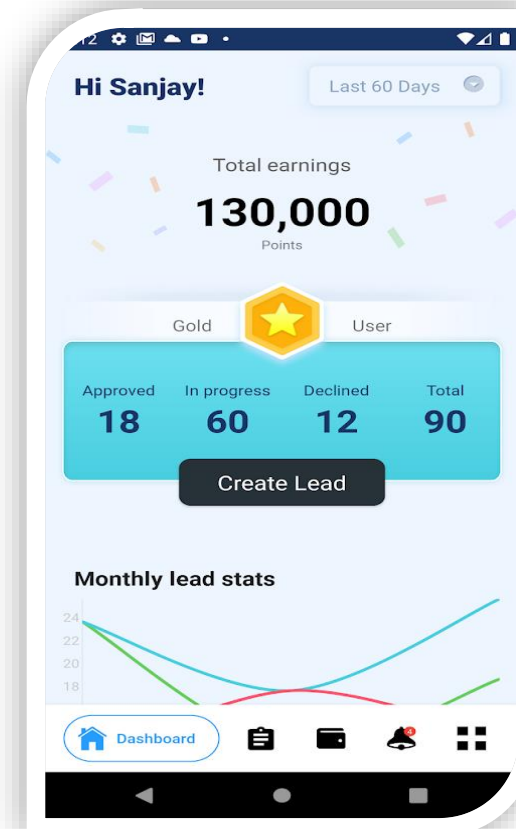 Hi Sanjay!
Last 60 Days
Total earnings
130,000
Points
Gold User
Approved In progress Declined Total
18 60 12 90
Create Lead
Monthly lead stats
24
22
20
18
Dashboard
4